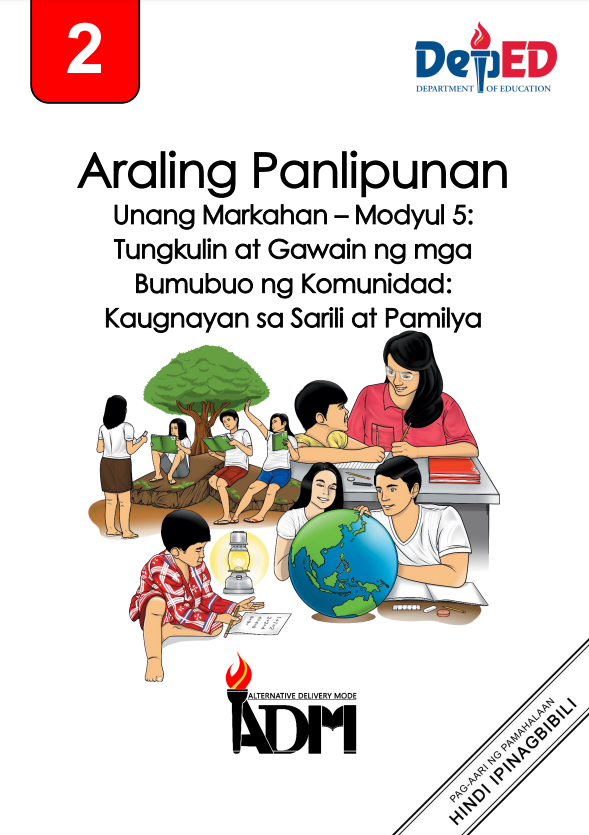 2
DepED
DEPARTMENT OF EDUCATION
Araling Panlipunan
Unang Markahan – Modyul 5:
Tungkulin at Gawain ng mga
Bumubuo ng Komunidad:
Kaugnayan sa Sarili at Pamilya
ALTERNATIVE DELIVERY MODE
ADM
PAG-AARI NG PAMAHALAAN
HINDI IPINAGBIBILI